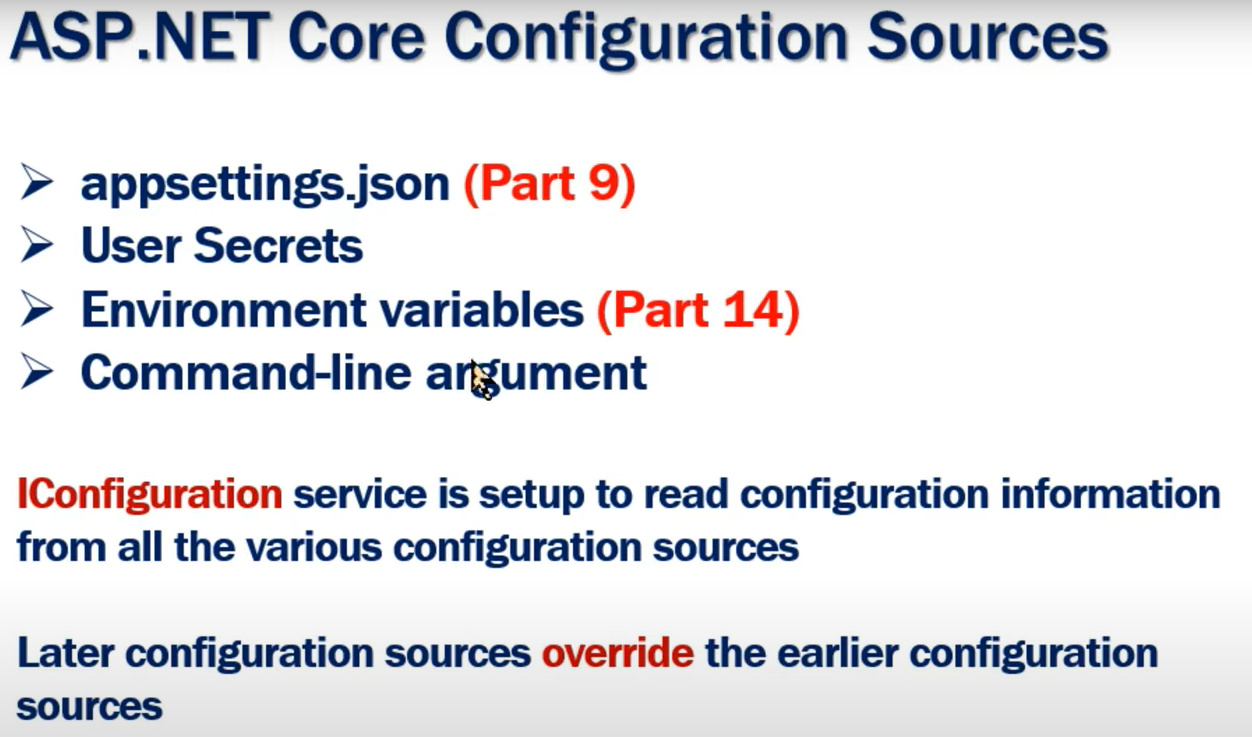 ASP.NET Core Configuration Sources
appsettings.json (Part 9)
User Secrets
Environment variables (Part 14)
Command-line argument
IConfiguration service is setup to read configuration information
from all the various configuration sources
Later configuration sources override the earlier configuration
sources